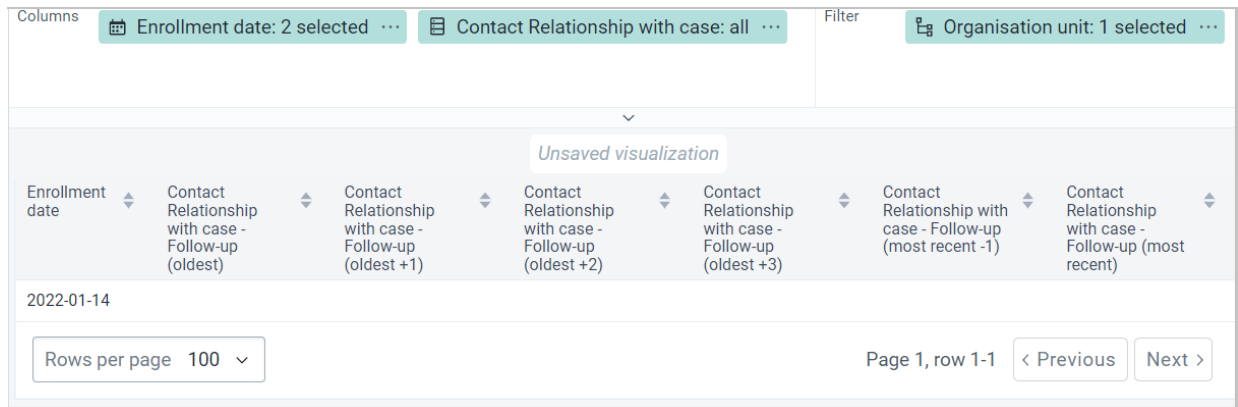 Columns
Enrollment date: 2 selected ···
Contact Relationship with case: all ···
Filter
Organisation unit: 1 selected ···
Unsaved visualization
Enrollment
date
Contact
Relationship
with case -
Follow-up
(oldest)
Contact
Relationship
with case -
Follow-up
(oldest +1)
Contact
Relationship
with case -
Follow-up
(oldest +2)
Contact
Relationship
with case -
Follow-up
(oldest +3)
Contact
Relationship with
case - Follow-up
(most recent -1)
Contact
Relationship
with case -
Follow-up (most
recent)
2022-01-14
Rows per page 100
Page 1, row 1-1
< Previous
Next >